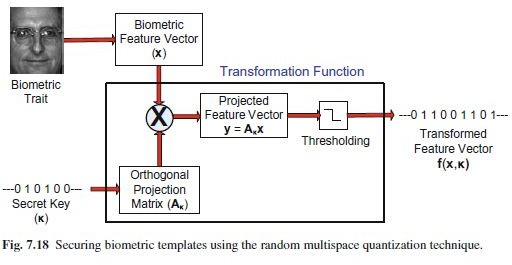 Biometric
Feature Vector
(x)
Biometric
Trait
Transformation Function
X
Projected
Feature Vector
y = Aκx
Thresholding
---0 1 1 0 0 1 1 0 1---
Transformed
Feature Vector
f(x,κ)
---0 1 0 1 0 0---
Secret Key
(κ)
Orthogonal
Projection
Matrix (Aκ)
Fig. 7.18 Securing biometric templates using the random multispace quantization technique.